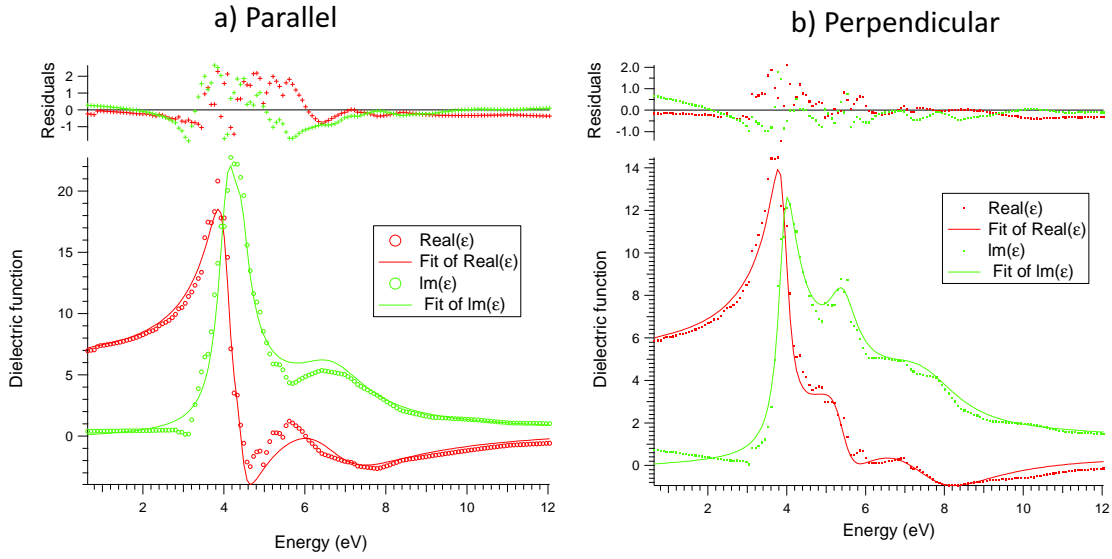 a) Parallel
b) Perpendicular
Residuals
2
1
0
-1
Dielectric function
20
15
10
5
0
Real(ε)
Fit of Real(ε)
Im(ε)
Fit of Im(ε)
2
4
6
8
10
12
Energy (eV)
Residuals
2.0
1.0
0.0
-1.0
Dielectric function
14
12
10
8
6
4
2
0
Real(ε)
Fit of Real(ε)
Im(ε)
Fit of Im(ε)
2
4
6
8
10
12
Energy (eV)